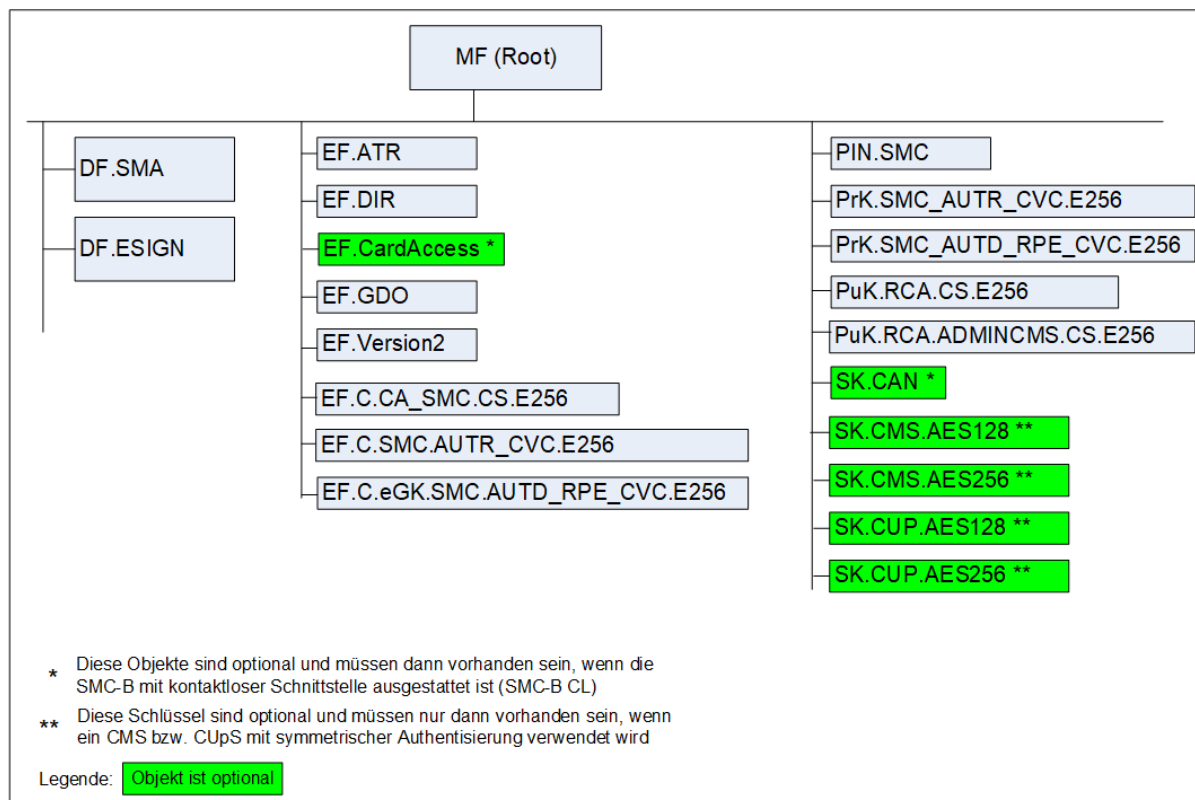 MF (Root)
DF.SMA
DF.ESIGN
EF.ATR
EF.DIR
EF.CardAccess *
EF.GDO
EF.Version2
EF.C.CA_SMC.CS.E256
EF.C.SMC.AUTR_CVC.E256
EF.C.eGK.SMC.AUTD_RPE_CVC.E256
PIN.SMC
PrK.SMC_AUTR_CVC.E256
PrK.SMC_AUTD_RPE_CVC.E256
PuK.RCA.CS.E256
PuK.RCA.ADMINCMS.CS.E256
SK.CAN *
SK.CMS.AES128 **
SK.CMS.AES256 **
SK.CUP.AES128 **
SK.CUP.AES256 **
* Diese Objekte sind optional und müssen dann vorhanden sein, wenn die
SMC-B mit kontaktloser Schnittstelle ausgestattet ist (SMC-B CL)
** Diese Schlüssel sind optional und müssen nur dann vorhanden sein, wenn
ein CMS bzw. CUpS mit symmetrischer Authentisierung verwendet wird
Legende: Objekt ist optional